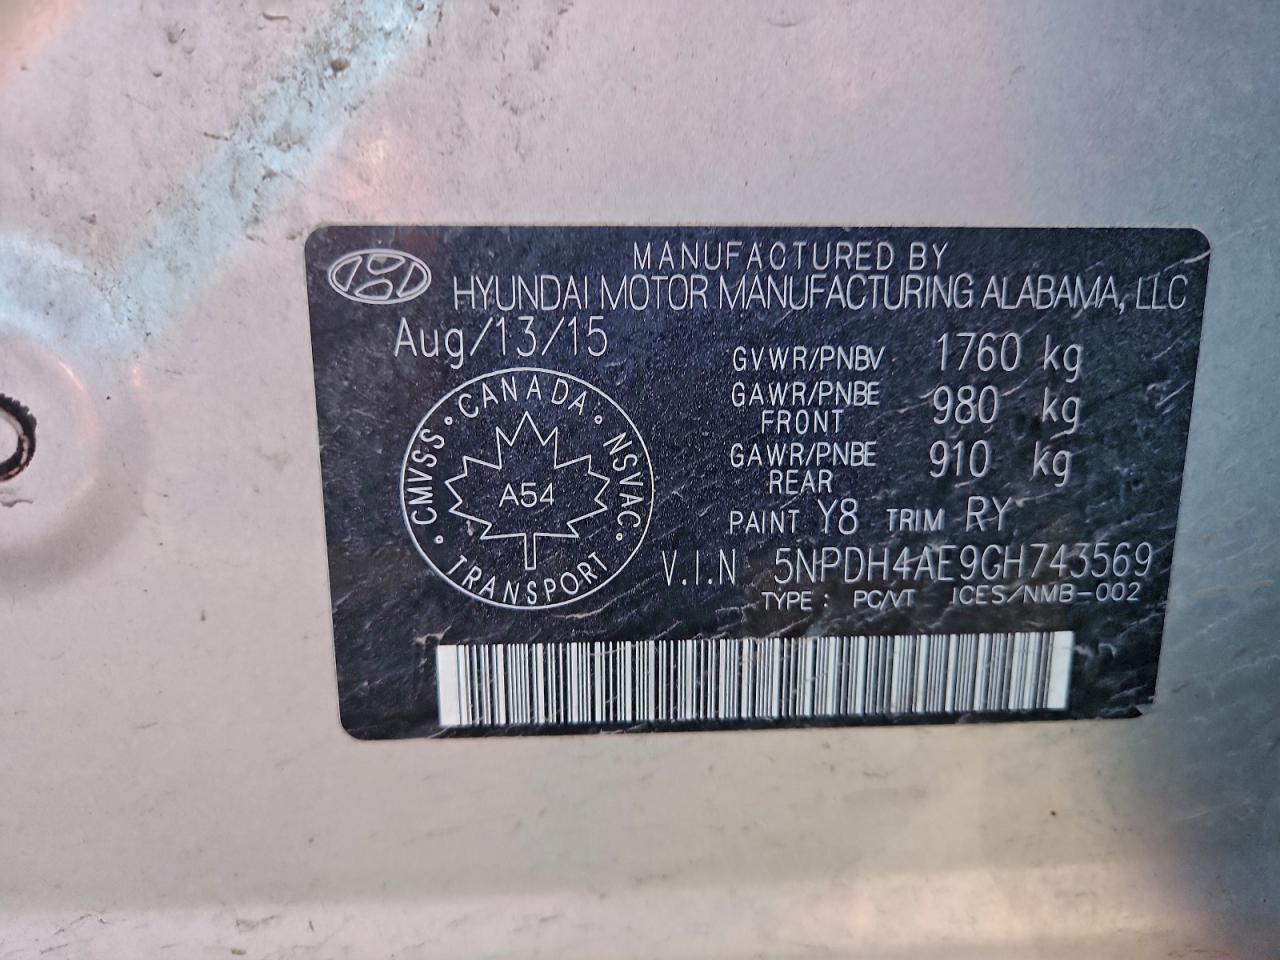 MANUFACTURED BY
HYUNDAI MOTOR MANUFACTURING ALABAMA, LLC
Aug/13/15
GVWR/PNBV 1760 kg
GAWR/PNBE FRONT 980 kg
GAWR/PNBE REAR 910 kg
PAINT Y8 TRIM RY
V.I.N 5NPDH4AE9GH743569
TYPE : PC/VT ICES/NMB-002
CMVSS · CANADA · NSVAC · TRANSPORT ·
A54